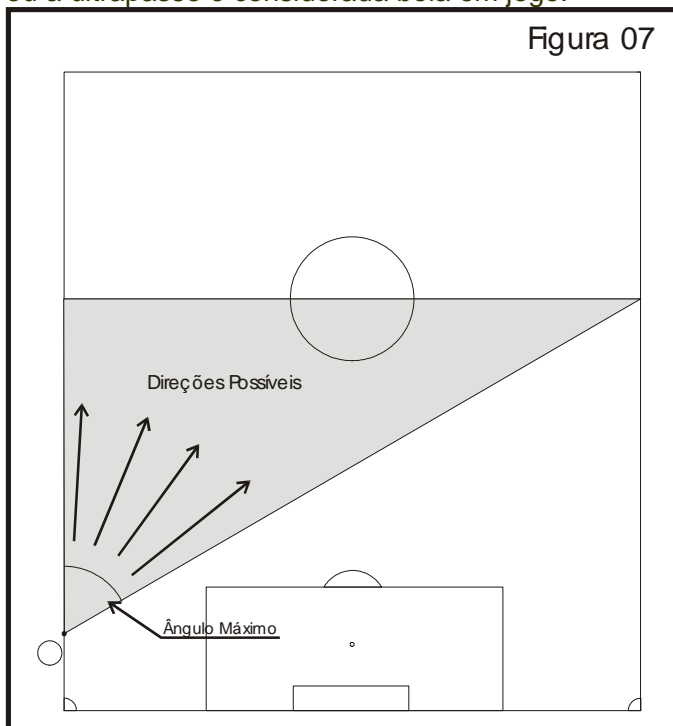 ou a ultrapasse é considerada bola em jogo.
Figura 07
Direções Possíveis
Ângulo Máximo